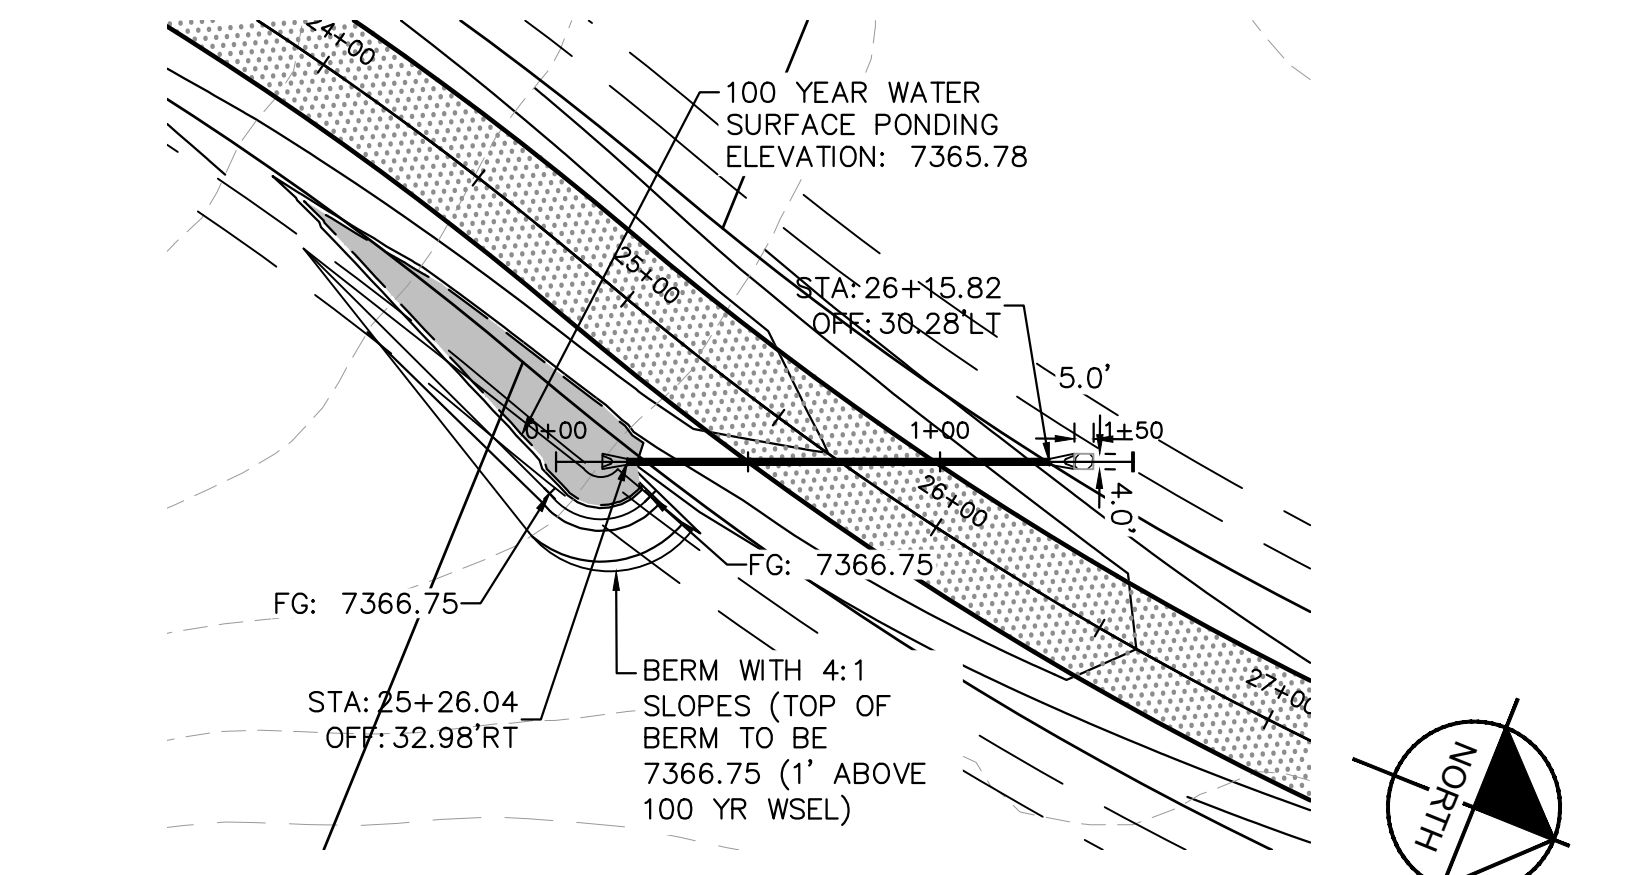 24+00
100 YEAR WATER
SURFACE PONDING
ELEVATION: 7365.78
25+00
STA: 26+15.82
OFF: 30.28'LT
5.0'
0+00
1+00
1+50
26+00
4.0'
FG: 7366.75
FG: 7366.75
BERM WITH 4:1
SLOPES (TOP OF
BERM TO BE
7366.75 (1' ABOVE
100 YR WSEL)
STA: 25+26.04
OFF: 32.98'RT
27+00
NORTH